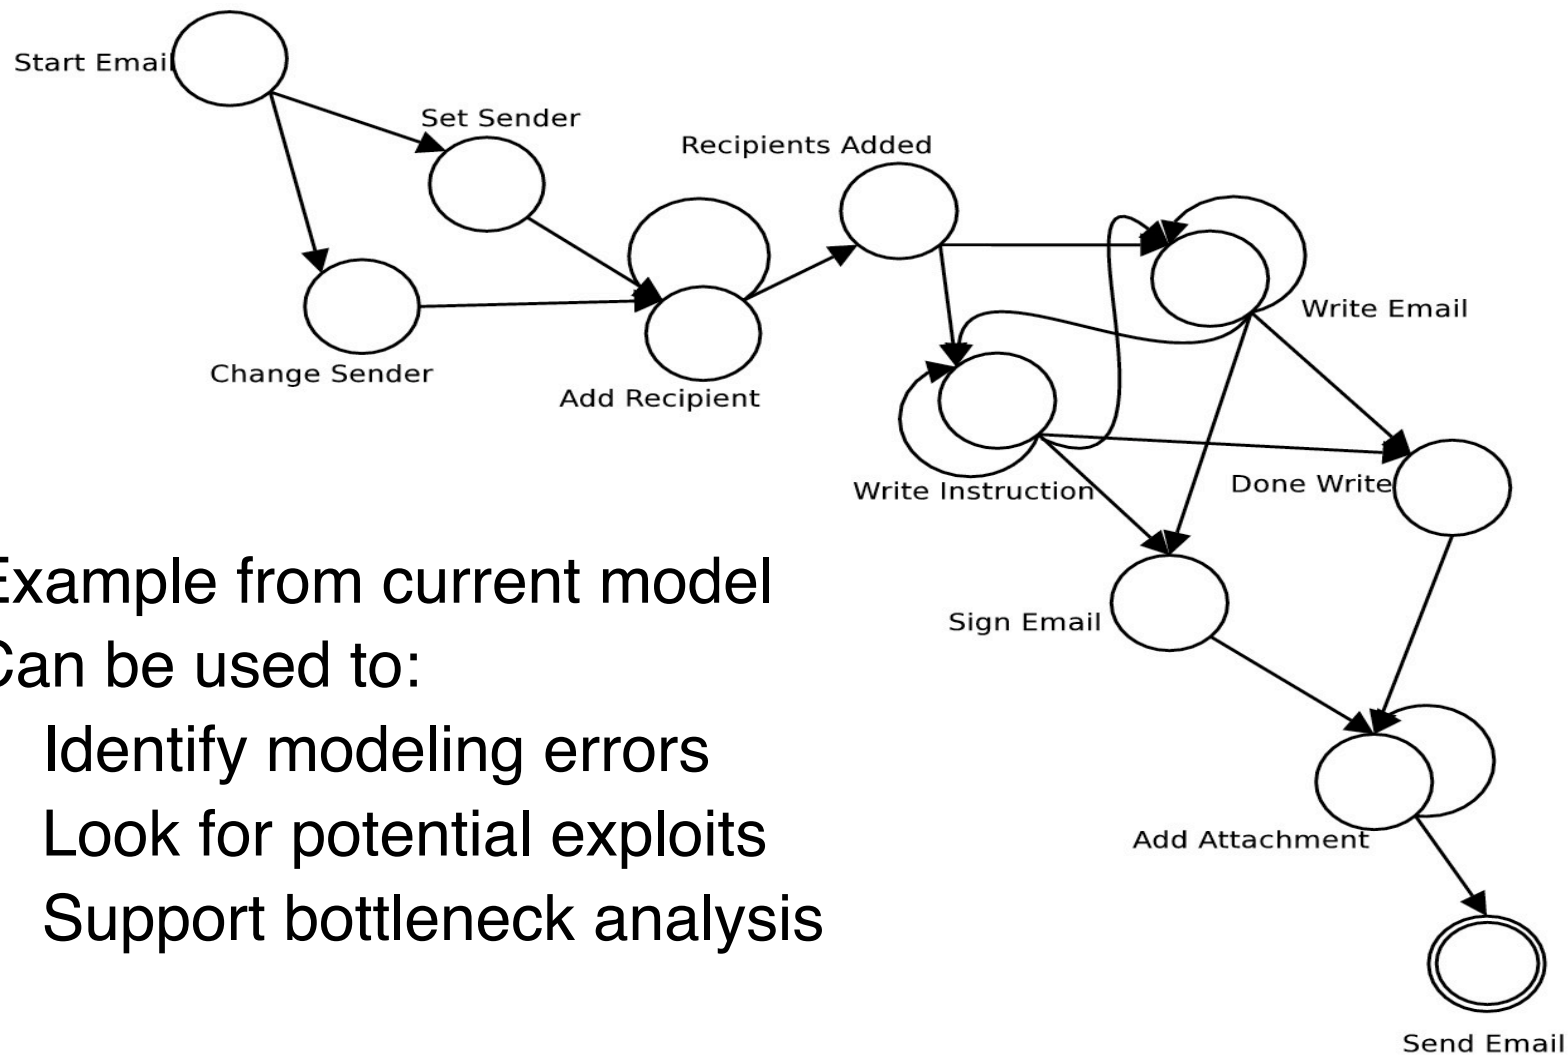 Start Email
Set Sender
Recipients Added
Write Email
Change Sender
Add Recipient
Write Instruction
Done Write
Example from current model
Can be used to:
Sign Email
Identify modeling errors
Look for potential exploits
Add Attachment
Support bottleneck analysis
Send Email